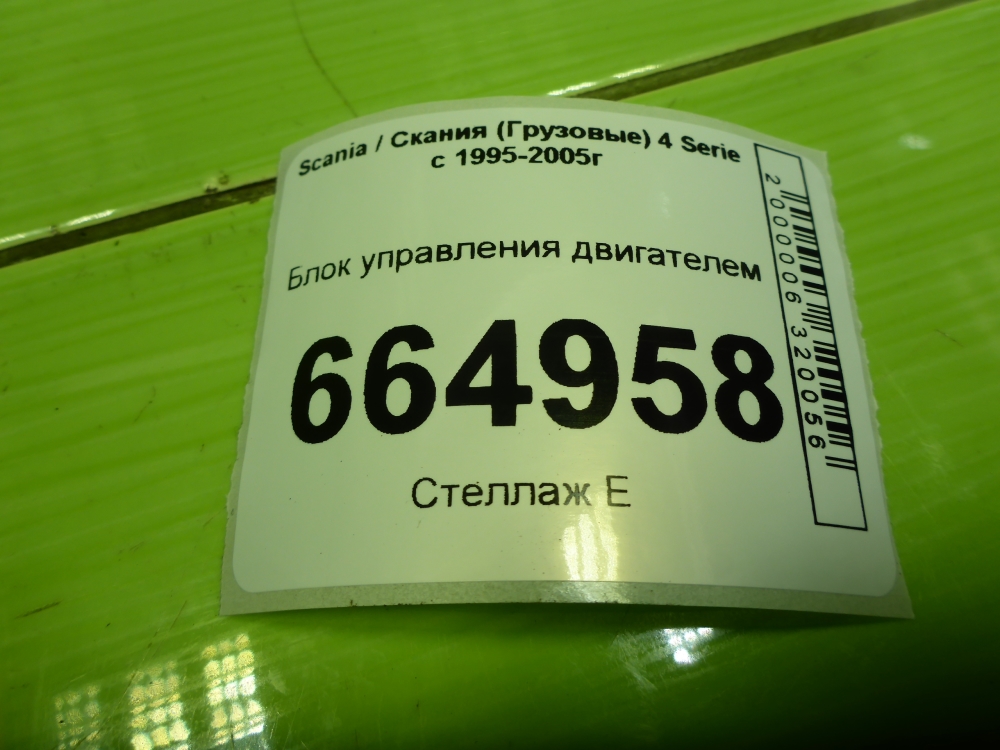 Scania / Скания (Грузовые) 4 Serie
с 1995-2005г
Блок управления двигателем
664958
Стеллаж Е
2000006320056